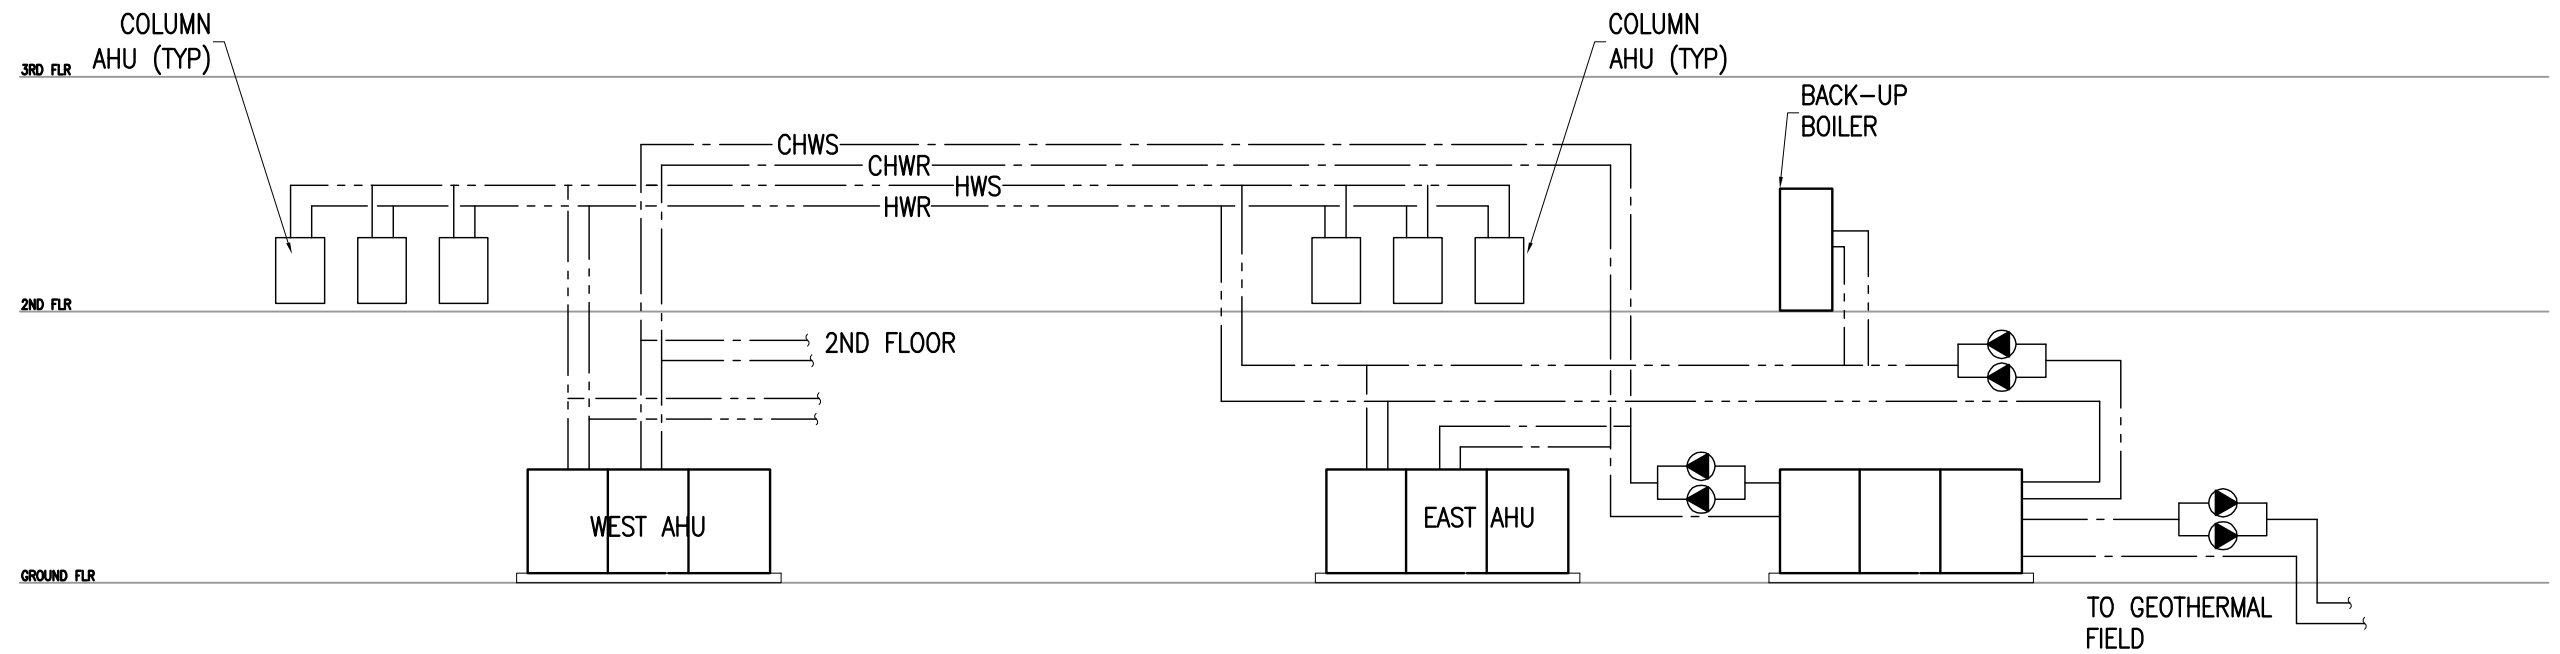 COLUMN
AHU (TYP)
COLUMN
AHU (TYP)
3RD FLR
BACK-UP
BOILER
CHWS
CHWR
HWS
HWR
2ND FLR
2ND FLOOR
WEST AHU
EAST AHU
GROUND FLR
TO GEOTHERMAL
FIELD